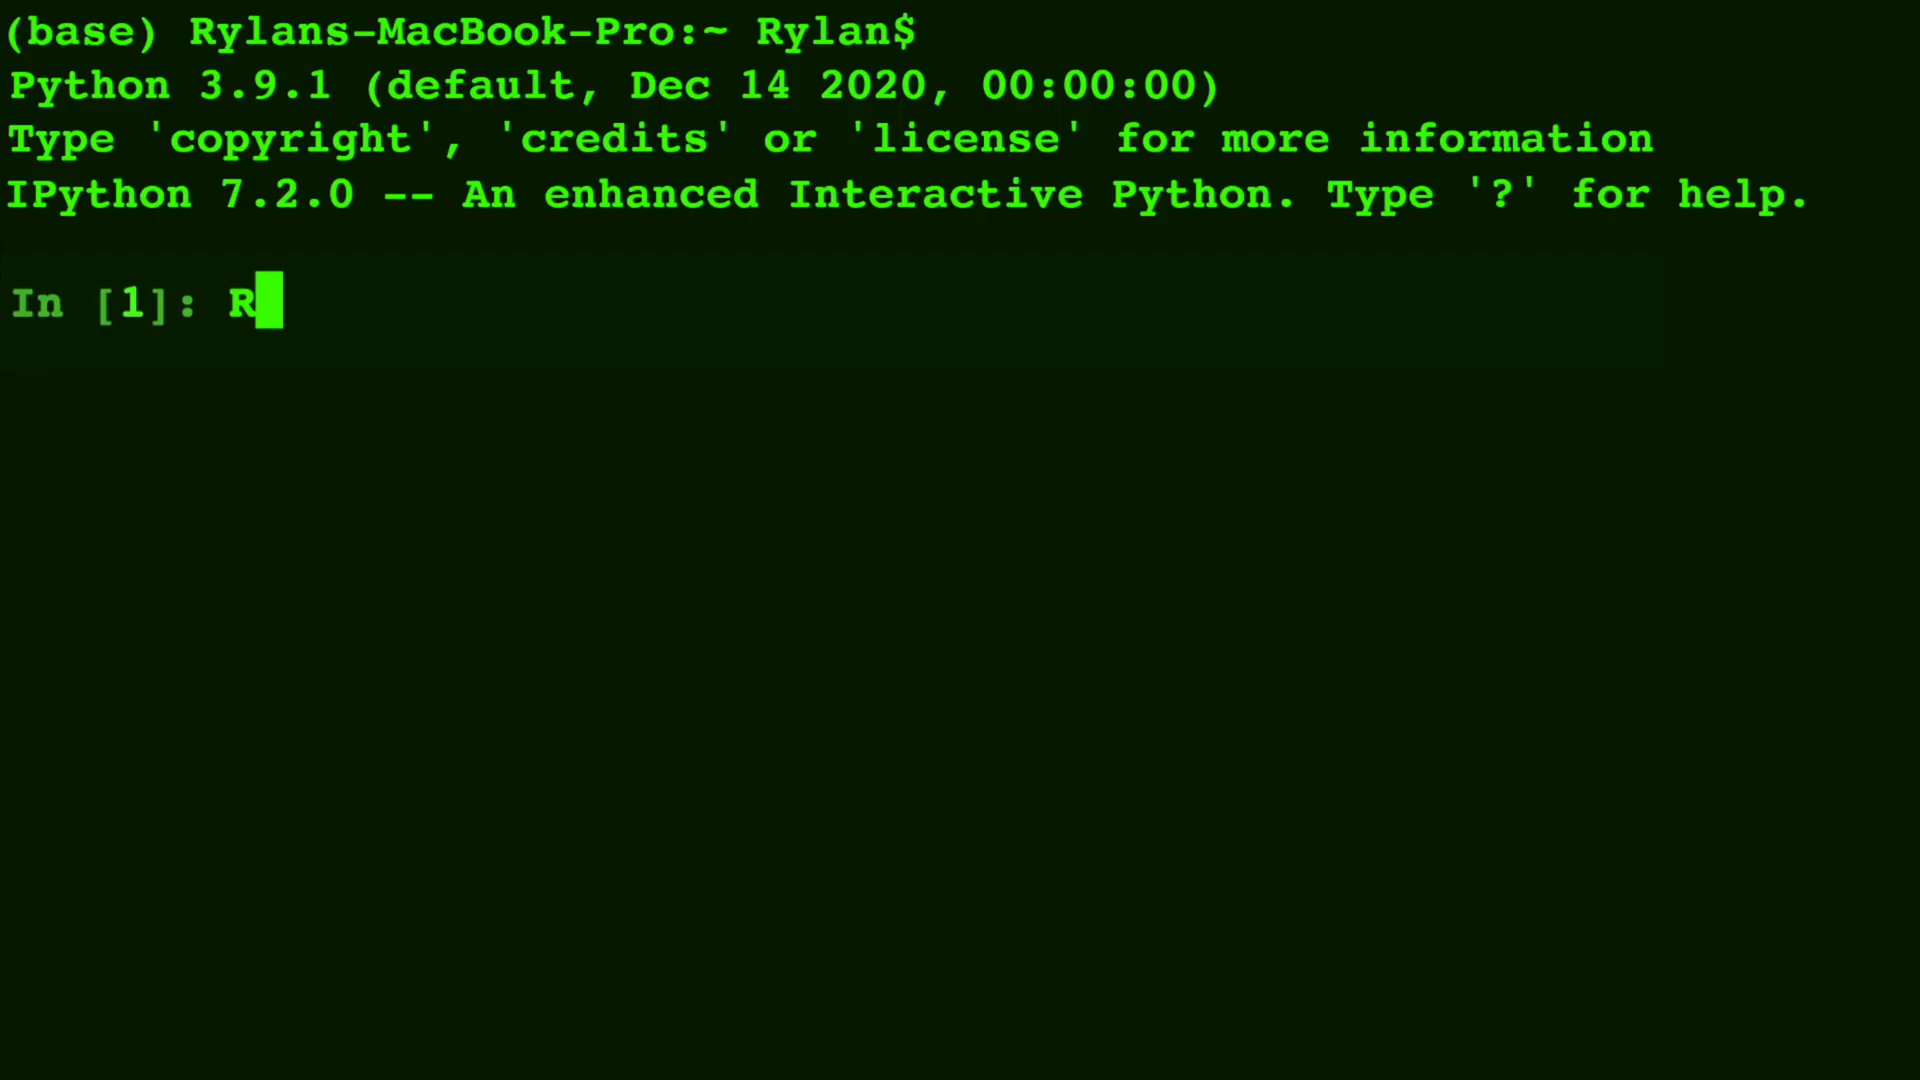 (base) Rylans-MacBook-Pro:~ Rylan$
Python 3.9.1 (default, Dec 14 2020, 00:00:00)
Type 'copyright', 'credits' or 'license' for more information
IPython 7.2.0 -- An enhanced Interactive Python. Type '?' for help.
In [1]: R